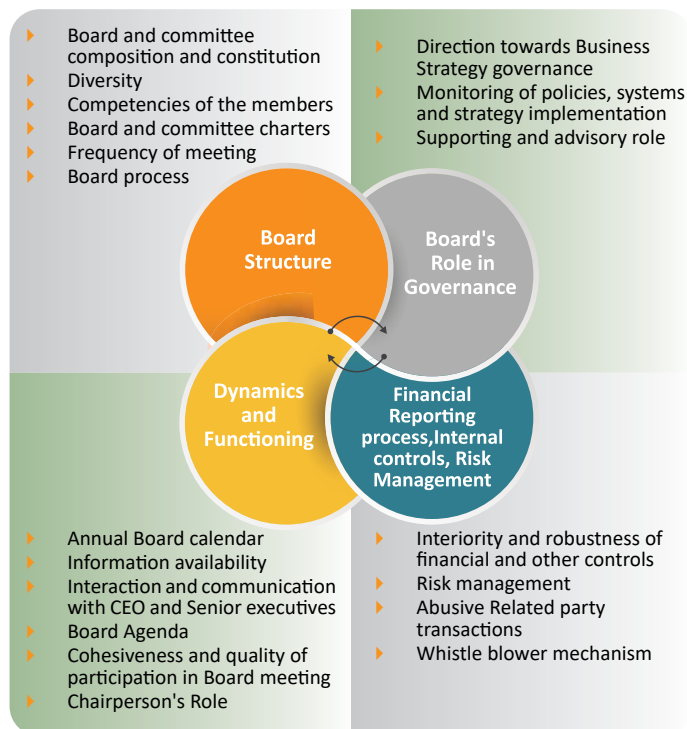 Board and committee
composition and constitution
Diversity
Competencies of the members
Board and committee charters
Frequency of meeting
Board process
Direction towards Business
Strategy governance
Monitoring of policies, systems
and strategy implementation
Supporting and advisory role
Board
Structure
Board's
Role in
Governance
Dynamics
and
Functioning
Financial
Reporting
process,Internal
controls, Risk
Management
Annual Board calendar
Information availability
Interaction and communication
with CEO and Senior executives
Board Agenda
Cohesiveness and quality of
participation in Board meeting
Chairperson's Role
Interiority and robustness of
financial and other controls
Risk management
Abusive Related party
transactions
Whistle blower mechanism